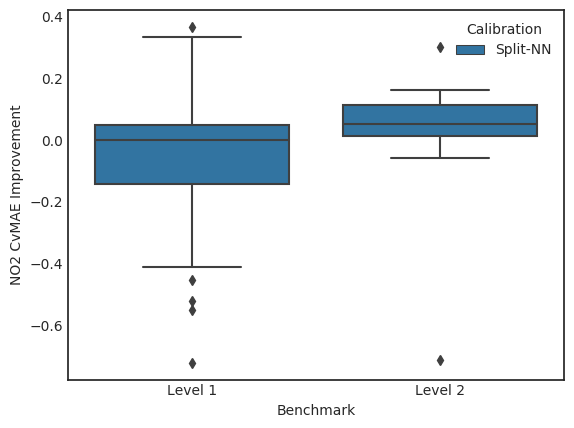 0.4
0.2
0.0
−0.2
−0.4
−0.6
NO2 CvMAE Improvement
Calibration
Split-NN
Level 1
Level 2
Benchmark